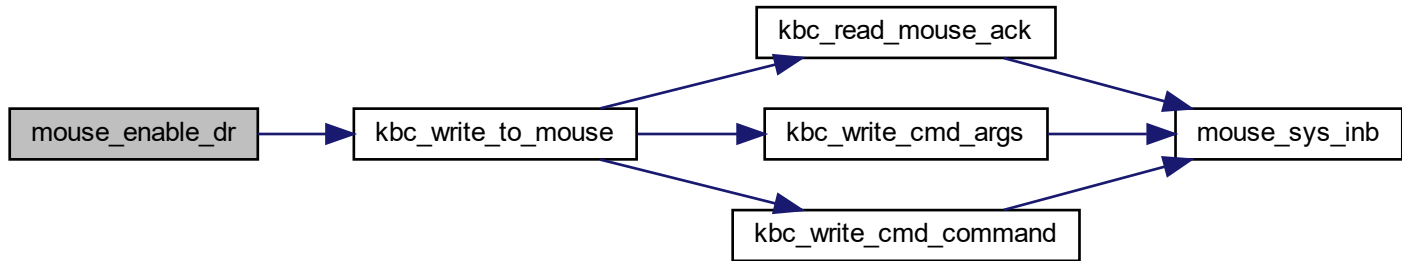 mouse_enable_dr
kbc_write_to_mouse
kbc_read_mouse_ack
kbc_write_cmd_args
kbc_write_cmd_command
mouse_sys_inb